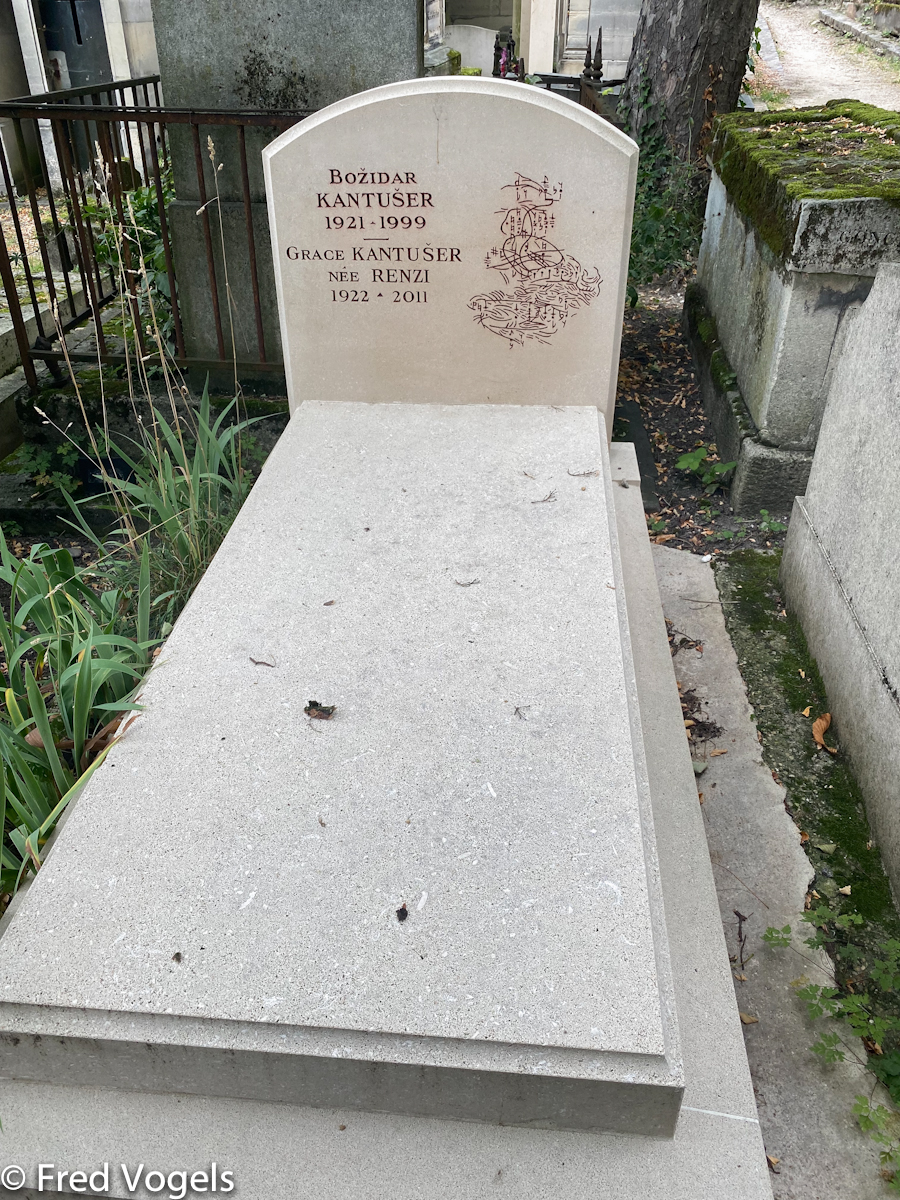 BOŽIDAR
KANTUŠER
1921 - 1999
GRACE KANTUŠER
NÉE RENZI
1922 ▲ 2011
© Fred Vogels